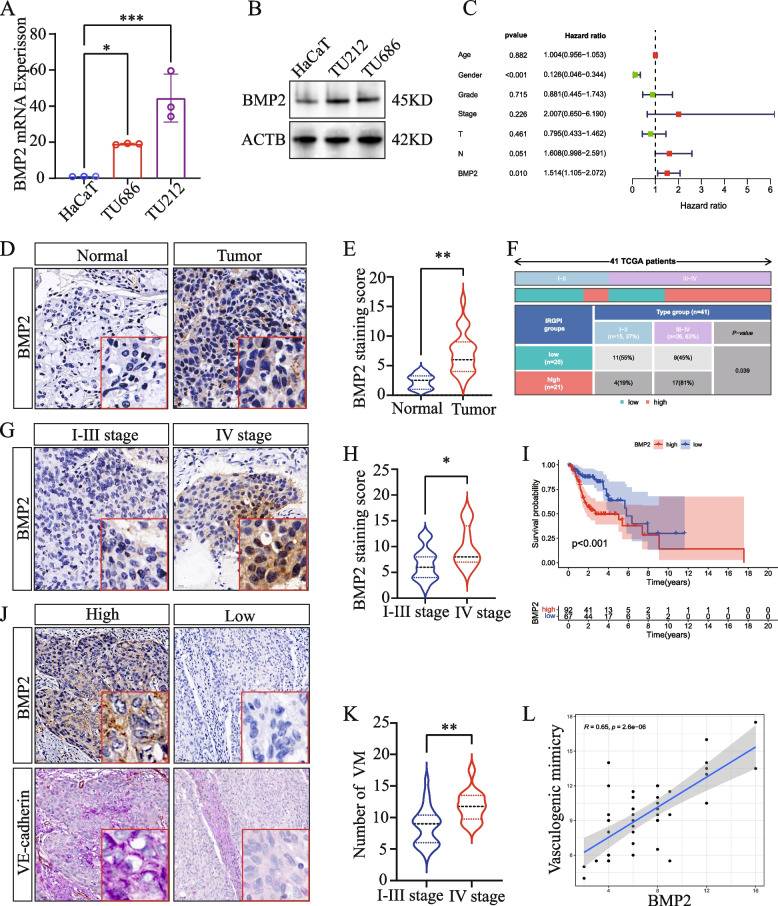 A
BMP2 mRNA Experisson
80
60
40
20
0
***
*
HaCaT
TU686
TU212
B
HaCaT
TU212
TU686
BMP2
45KD
ACTB
42KD
C
pvalue
Hazard ratio
Age
0.882
1.004(0.956−1.053)
Gender
<0.001
0.126(0.046−0.344)
Grade
0.715
0.881(0.445−1.743)
Stage
0.226
2.007(0.650−6.190)
T
0.461
0.795(0.433−1.462)
N
0.051
1.608(0.998−2.591)
BMP2
0.010
1.514(1.105−2.072)
0 1 2 3 4 5 6
Hazard ratio
D
Normal
Tumor
BMP2
E
BMP2 staining score
20
15
10
5
0
**
Normal
Tumor
F
41 TCGA patients
I-II
III-IV
IRGPI
groups
Type group (n=41)
I-II
(n=15, 37%)
III-IV
(n=26, 63%)
P-value
low
(n=20)
11(55%)
9(45%)
high
(n=21)
4(19%)
17(81%)
0.039
low
high
G
I-III stage
IV stage
BMP2
H
BMP2 staining score
25
20
15
10
5
0
*
I-III stage
IV stage
I
BMP2 high low
Survival probability
1.00
0.75
0.50
0.25
0.00
p<0.001
0 2 4 6 8 10 12 14 16 18 20
Time(years)
BMP2
high 92 41 13 5 2 1 1 1 1 0 0
low 67 44 17 6 3 2 0 0 0 0 0
0 2 4 6 8 10 12 14 16 18 20
Time(years)
J
High
Low
BMP2
VE-cadherin
K
Number of VM
25
20
15
10
5
0
**
I-III stage
IV stage
L
R = 0.65, p = 2.6e−06
Vasculogenic mimicry
18
15
12
9
6
4 8 12 16
BMP2